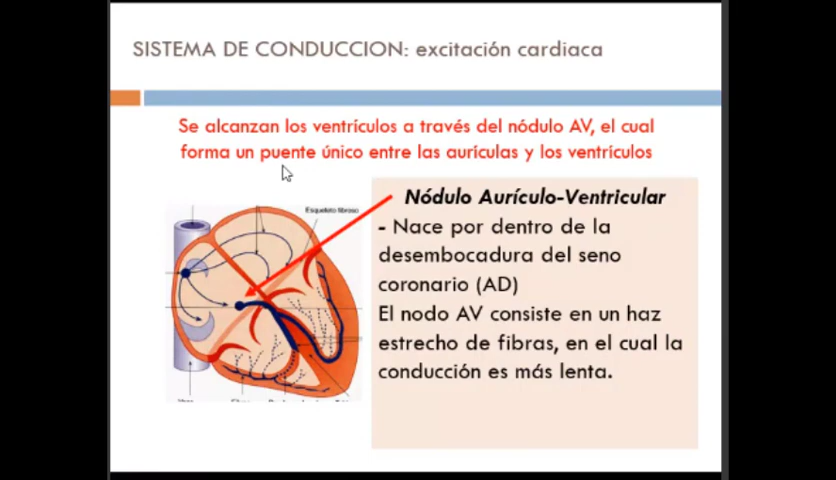 SISTEMA DE CONDUCCION: excitación cardiaca
Se alcanzan los ventrículos a través del nódulo AV, el cual
forma un puente único entre las aurículas y los ventrículos
Esqueleto fibroso
Nódulo Aurículo-Ventricular
- Nace por dentro de la
desembocadura del seno
coronario (AD)
El nodo AV consiste en un haz
estrecho de fibras, en el cual la
conducción es más lenta.